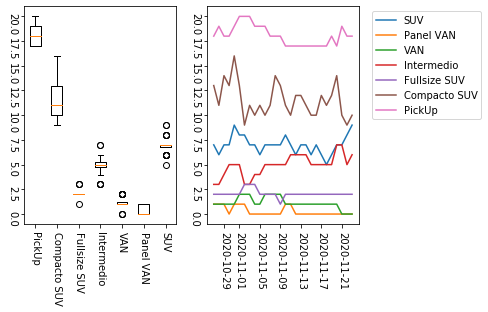 20.0
17.5
15.0
12.5
10.0
7.5
5.0
2.5
0.0
PickUp
Compacto SUV
Fullsize SUV
Intermedio
VAN
Panel VAN
SUV
20.0
17.5
15.0
12.5
10.0
7.5
5.0
2.5
0.0
2020-10-29
2020-11-01
2020-11-05
2020-11-09
2020-11-13
2020-11-17
2020-11-21
SUV
Panel VAN
VAN
Intermedio
Fullsize SUV
Compacto SUV
PickUp